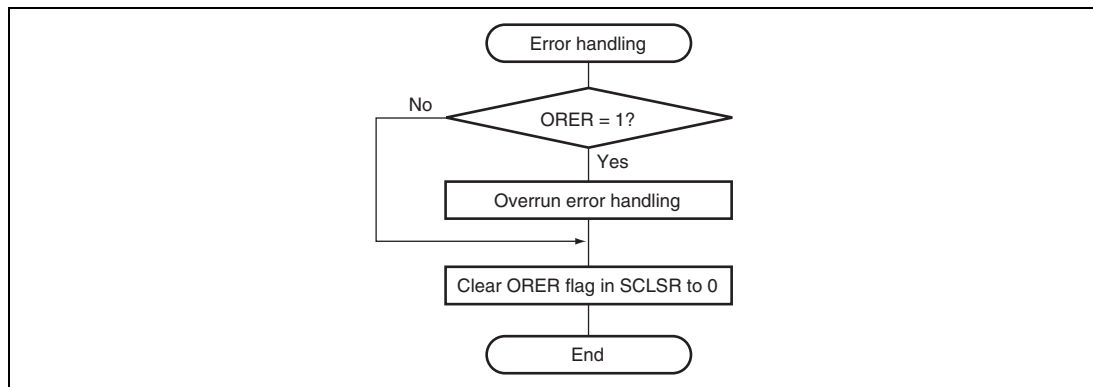 Error handling
No
ORER = 1?
Yes
Overrun error handling
Clear ORER flag in SCLSR to 0
End